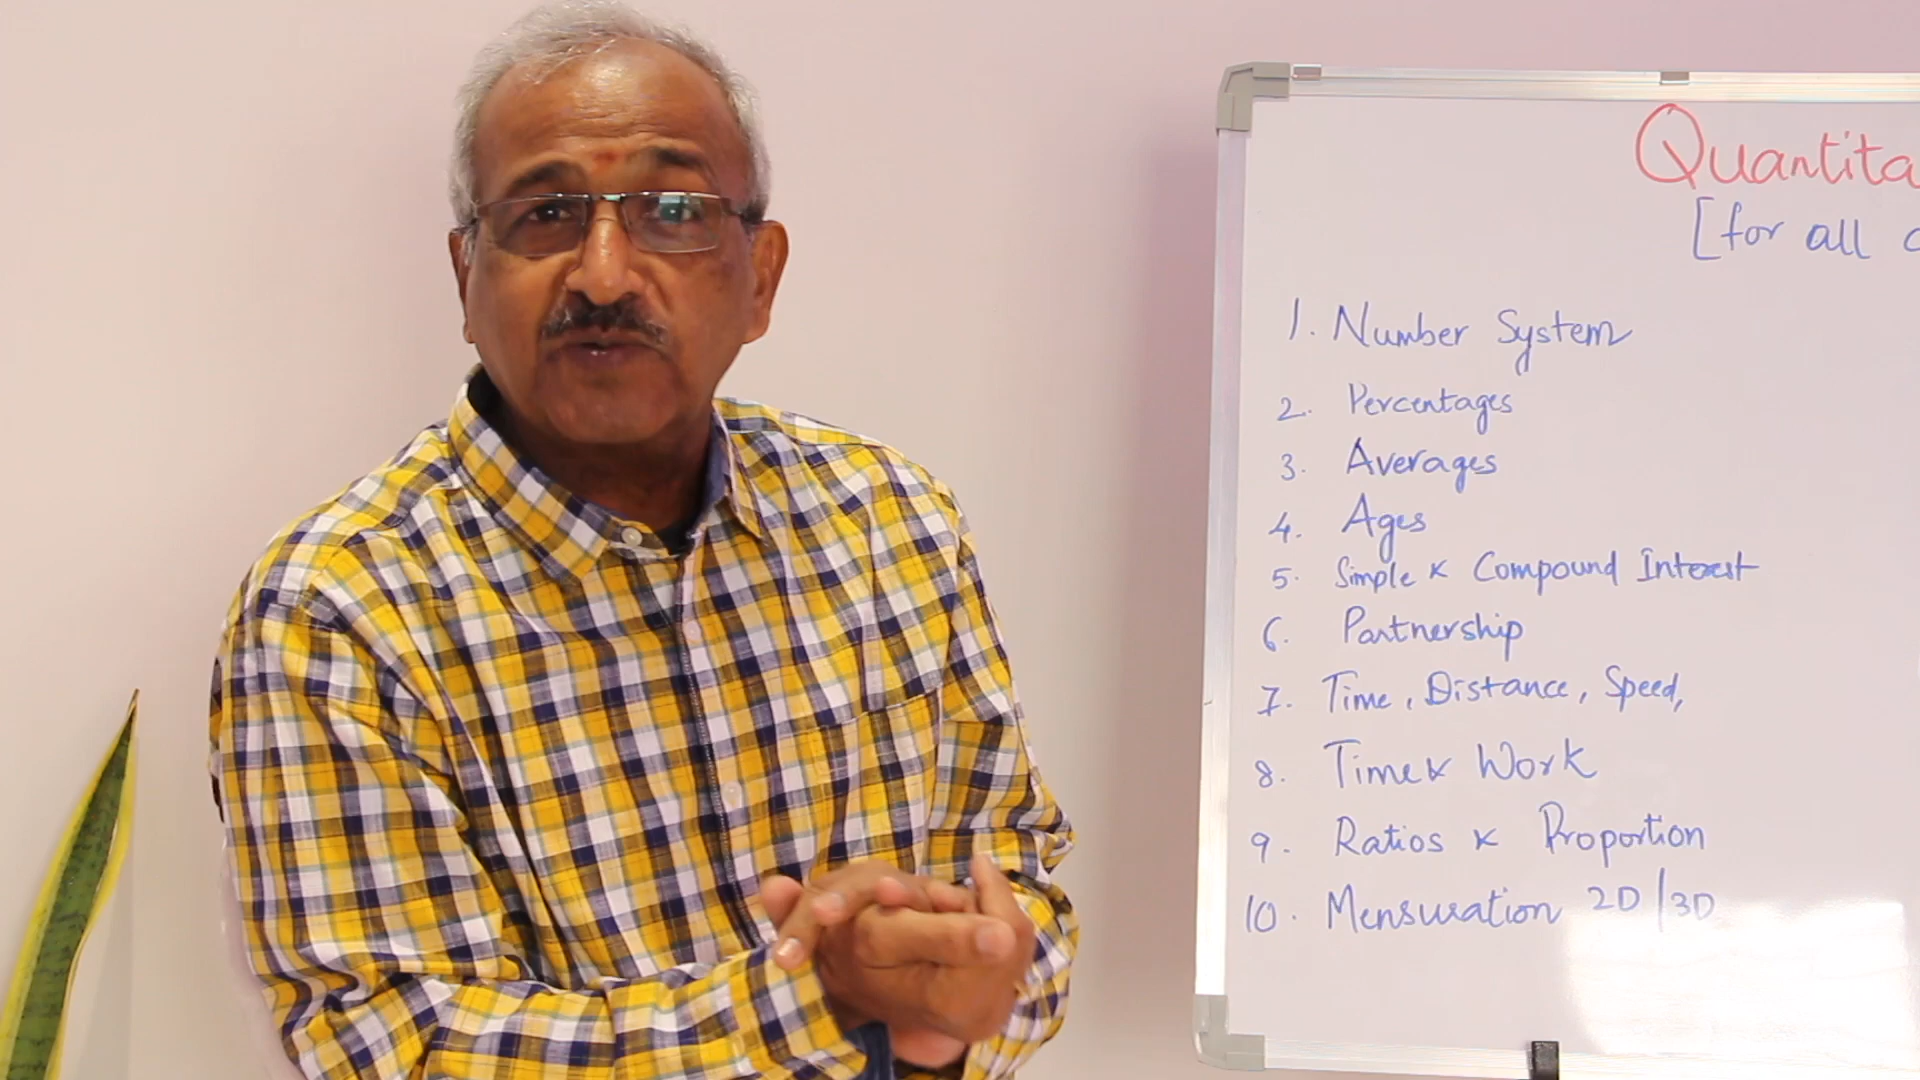 Quantita
[for all
1. Number System
2. Percentages
3. Averages
4. Ages
5. Simple & Compound Interest
6. Partnership
7. Time, Distance, Speed,
8. Time & Work
9. Ratios & Proportion
10. Mensuration 2D/3D